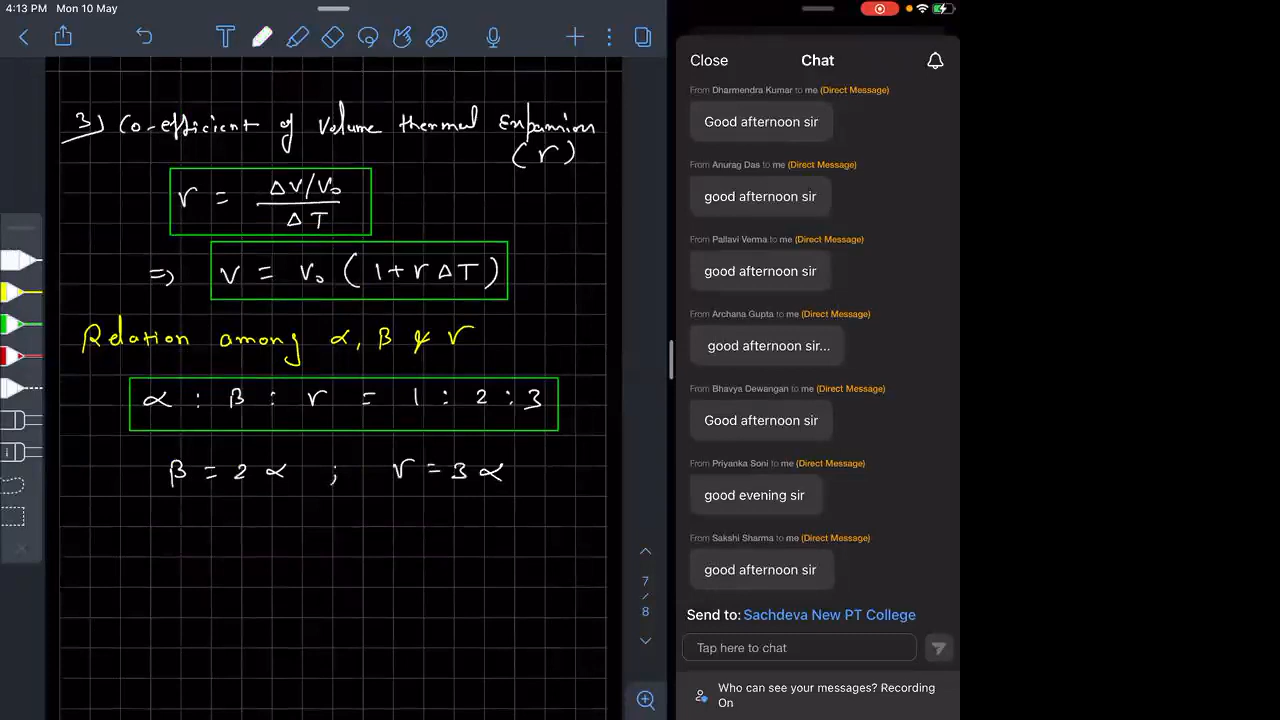 4:13 PM Mon 10 May
3) Co-efficient of Volume thermal Expansion
(r)
r = ΔV/V₀ / ΔT
=> V = V₀ (1 + r ΔT)
Relation among α, β & r
α : β : r = 1 : 2 : 3
β = 2 α ; r = 3 α
7
/
8
Close Chat
From Dharmendra Kumar to me (Direct Message)
Good afternoon sir
From Anurag Das to me (Direct Message)
good afternoon sir
From Pallavi Verma to me (Direct Message)
good afternoon sir
From Archana Gupta to me (Direct Message)
good afternoon sir...
From Bhavya Dewangan to me (Direct Message)
Good afternoon sir
From Priyanka Soni to me (Direct Message)
good evening sir
From Sakshi Sharma to me (Direct Message)
good afternoon sir
Send to: Sachdeva New PT College
Tap here to chat
Who can see your messages? Recording
On